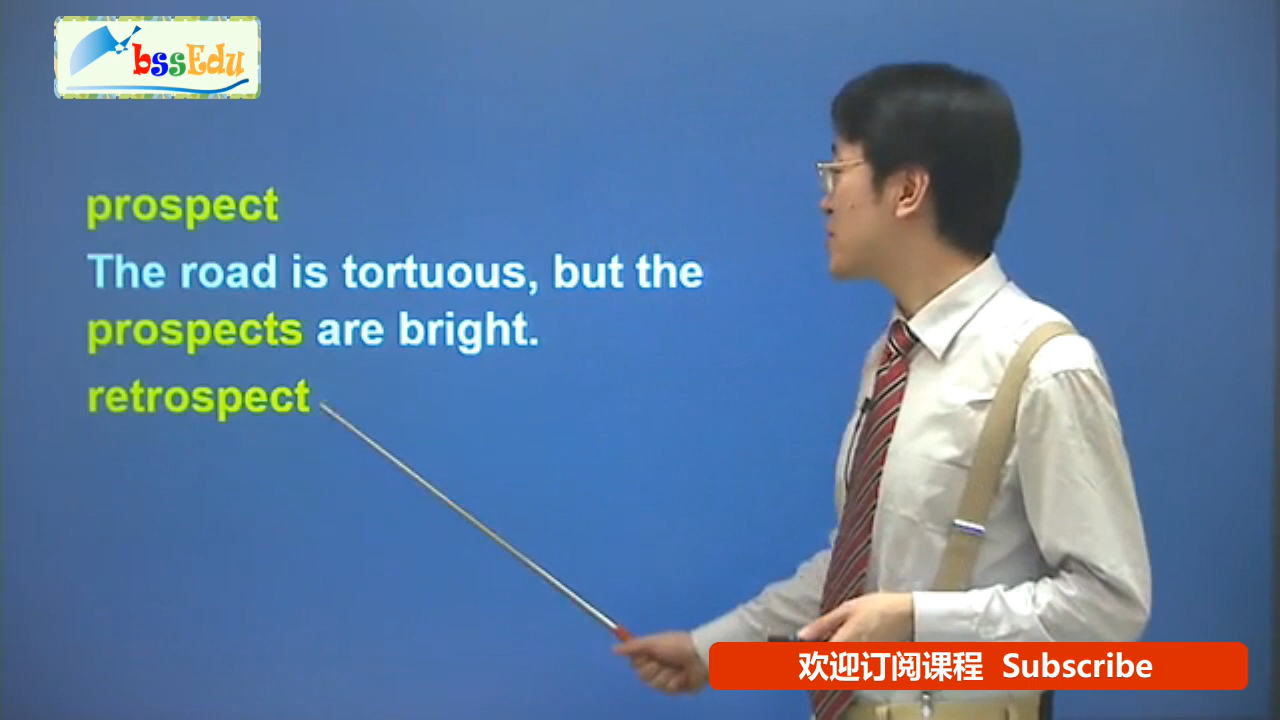 bssEdu
prospect
The road is tortuous, but the
prospects are bright.
retrospect
欢迎订阅课程 Subscribe